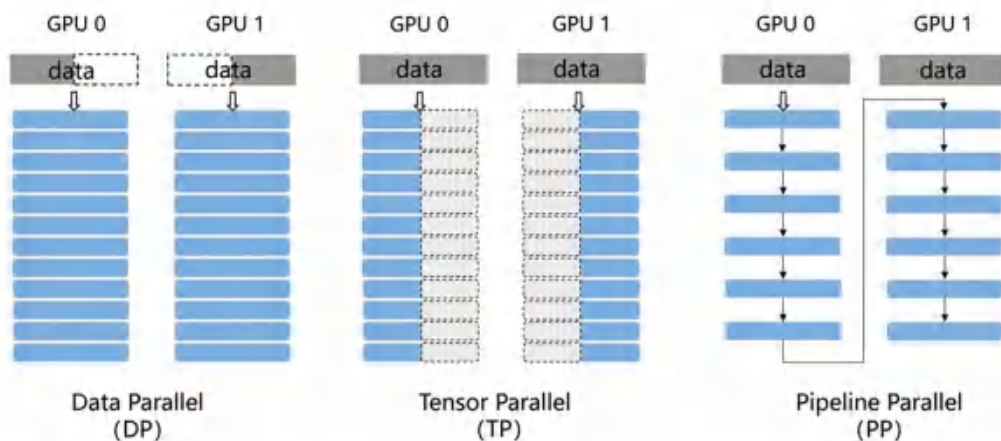 GPU 0
GPU 1
GPU 0
GPU 1
GPU 0
GPU 1
data
data
data
data
data
data
Data Parallel
(DP)
Tensor Parallel
(TP)
Pipeline Parallel
(PP)